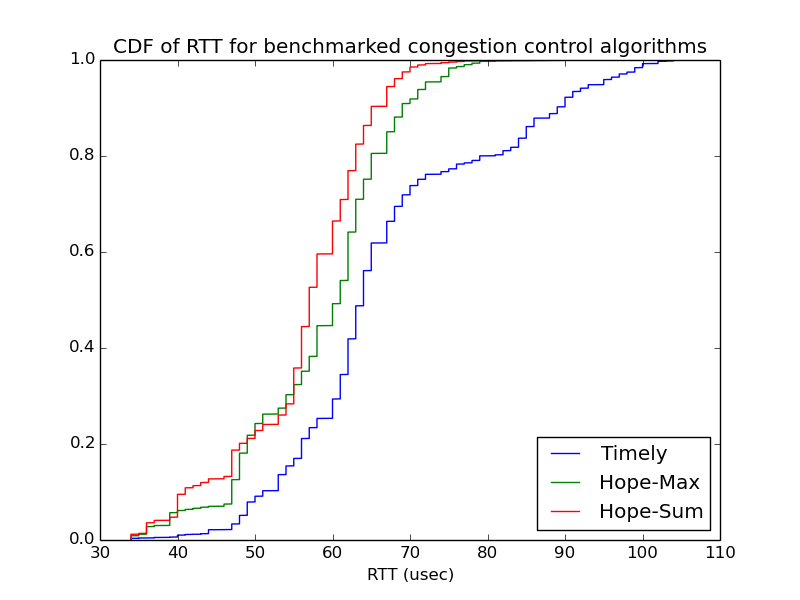 CDF of RTT for benchmarked congestion control algorithms
1.0
0.8
0.6
0.4
0.2
0.0
Timely
Hope-Max
Hope-Sum
30 40 50 60 70 80 90 100 110
RTT (usec)